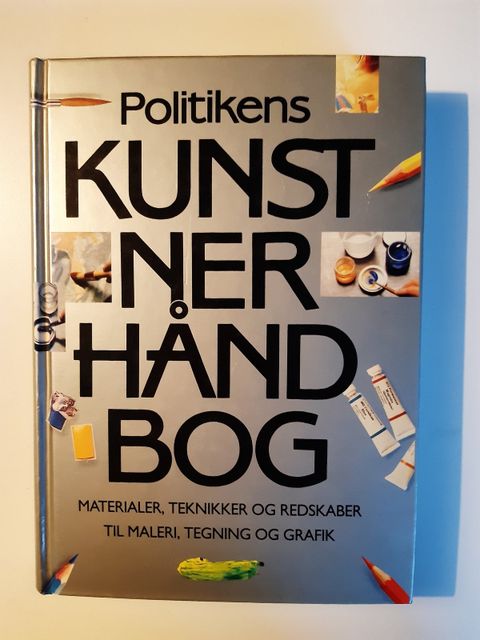 Politikens
KUNST
NER
HÅND
BOG
MATERIALER, TEKNIKKER OG REDSKABER
TIL MALERI, TEGNING OG GRAFIK